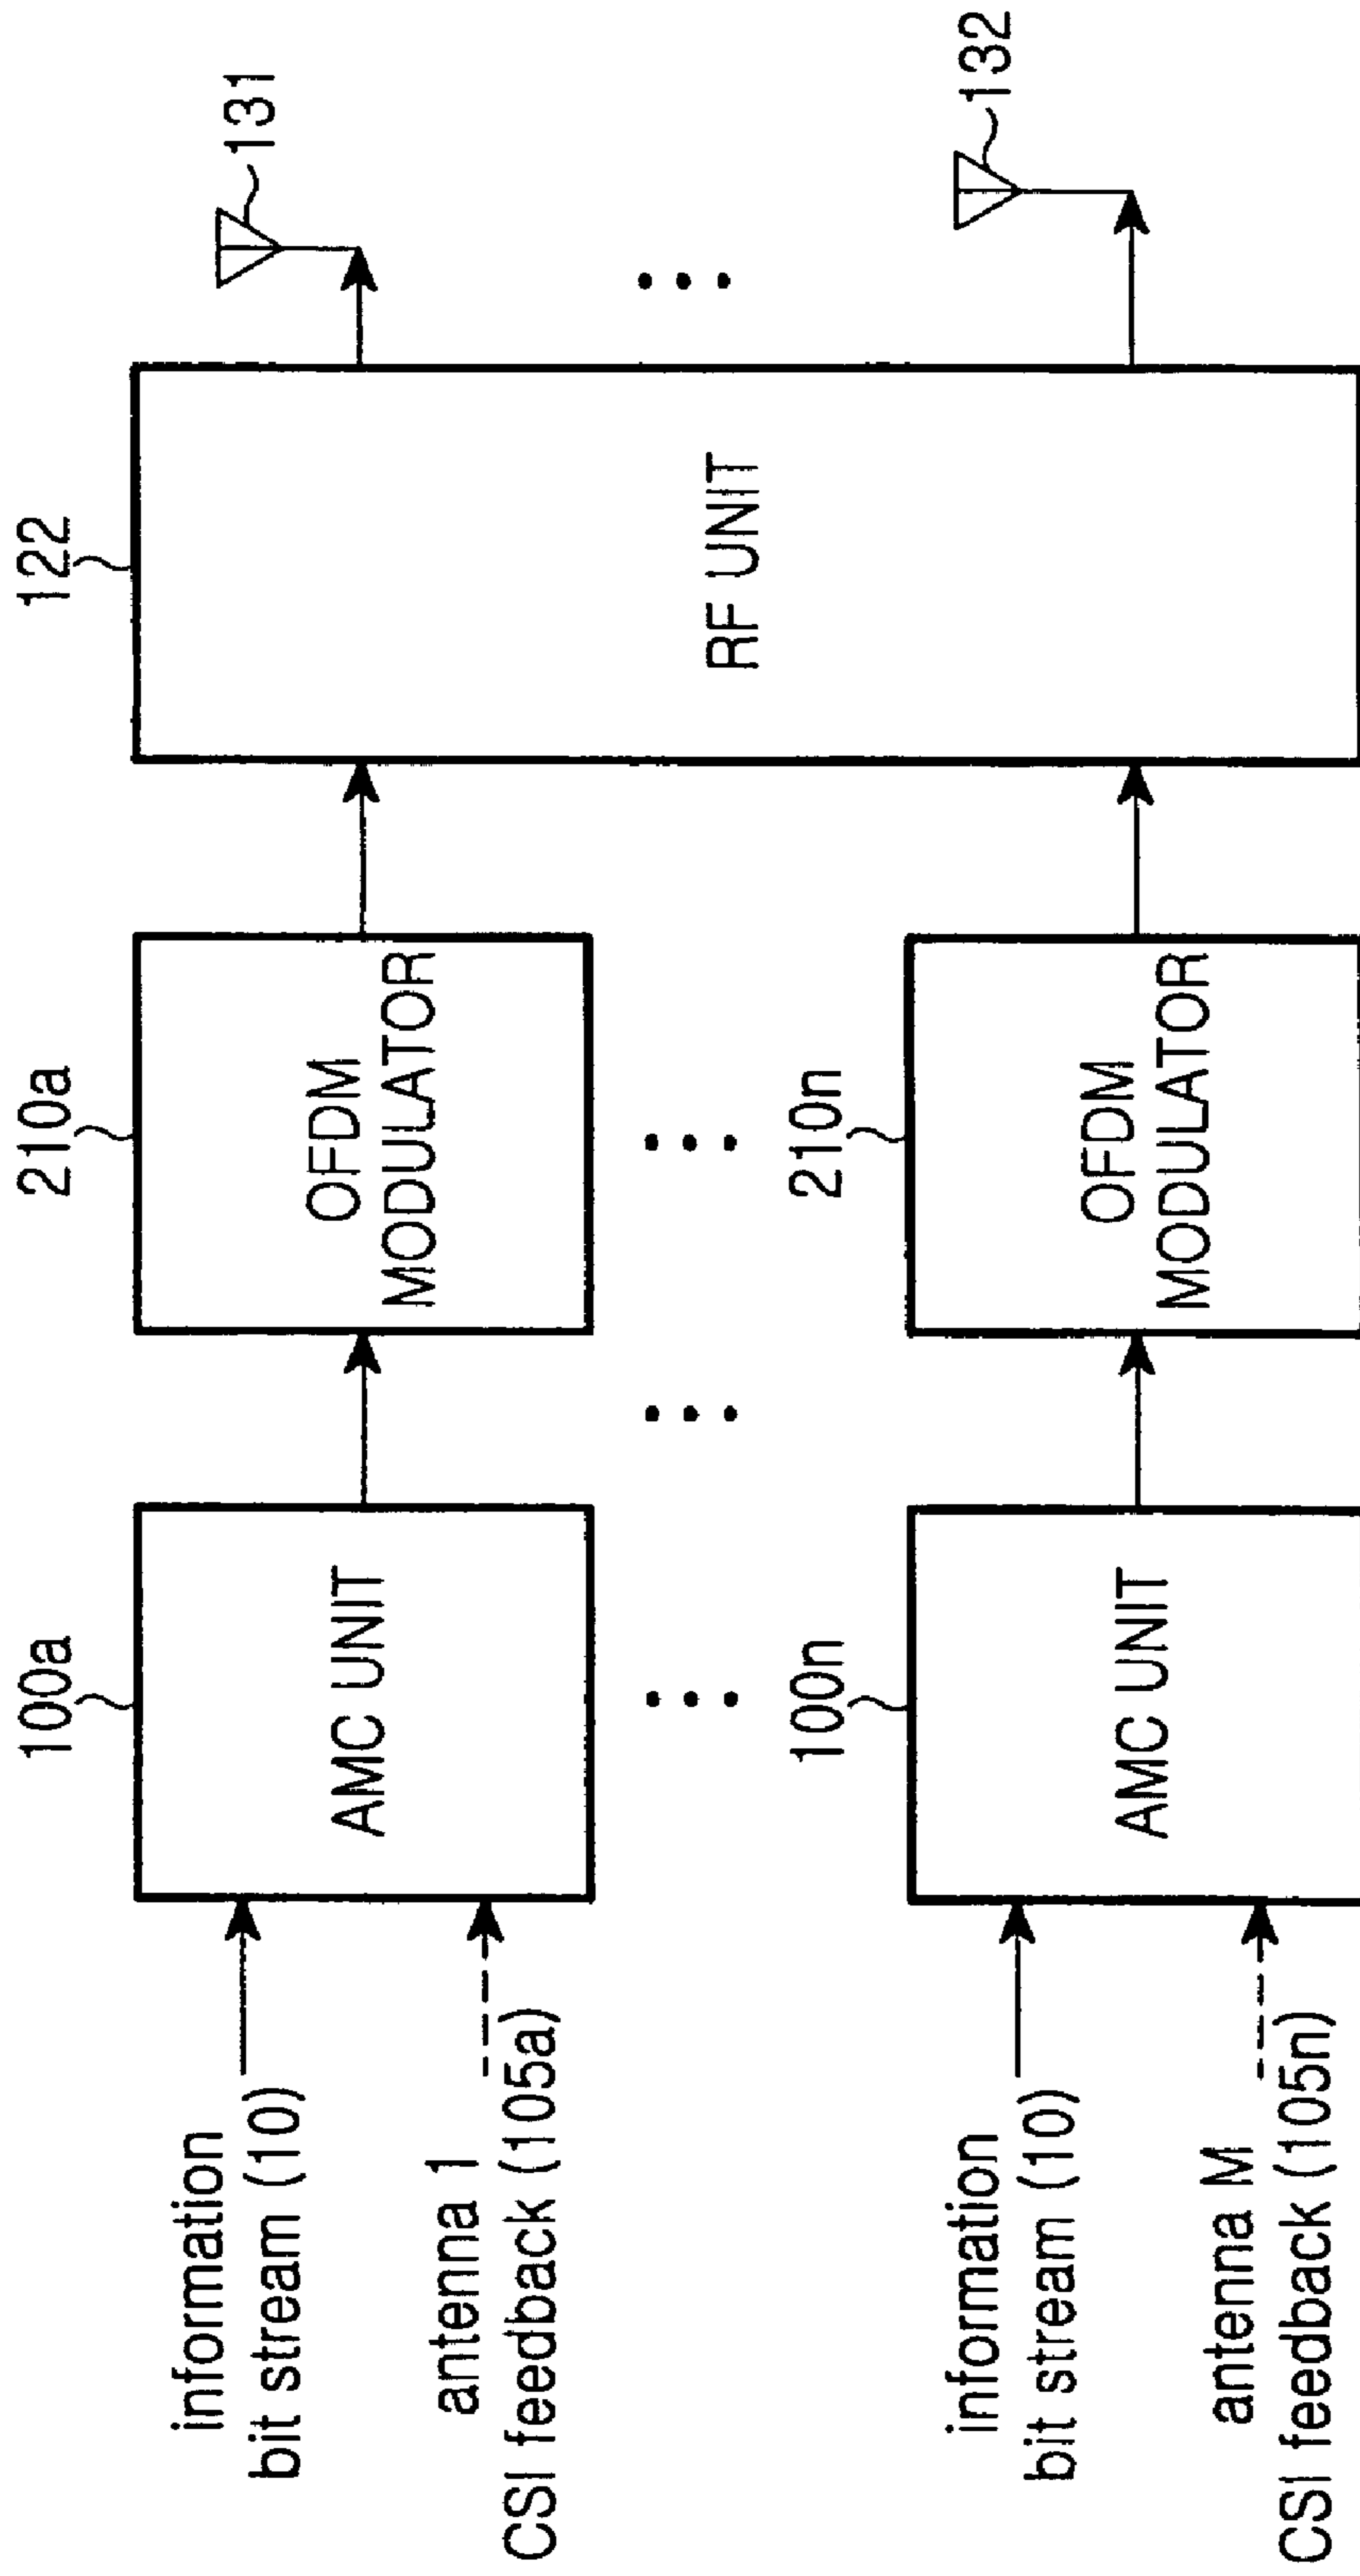 100a
210a
122
131
information
bit stream (10)
AMC UNIT
OFDM
MODULATOR
RF UNIT
antenna 1
CSI feedback (105a)
100n
210n
132
information
bit stream (10)
AMC UNIT
OFDM
MODULATOR
antenna M
CSI feedback (105n)